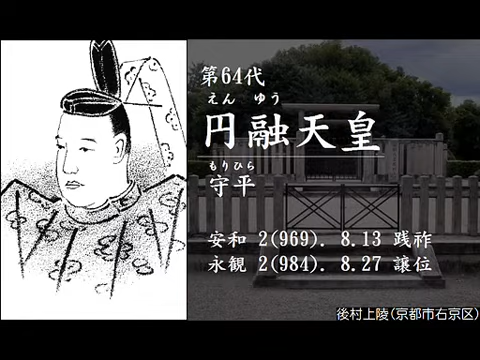 第64代
えん ゆう
円融天皇
もりひら
守平
安和 2(969). 8.13 践祚
永観 2(984). 8.27 譲位
後村上陵(京都市右京区)